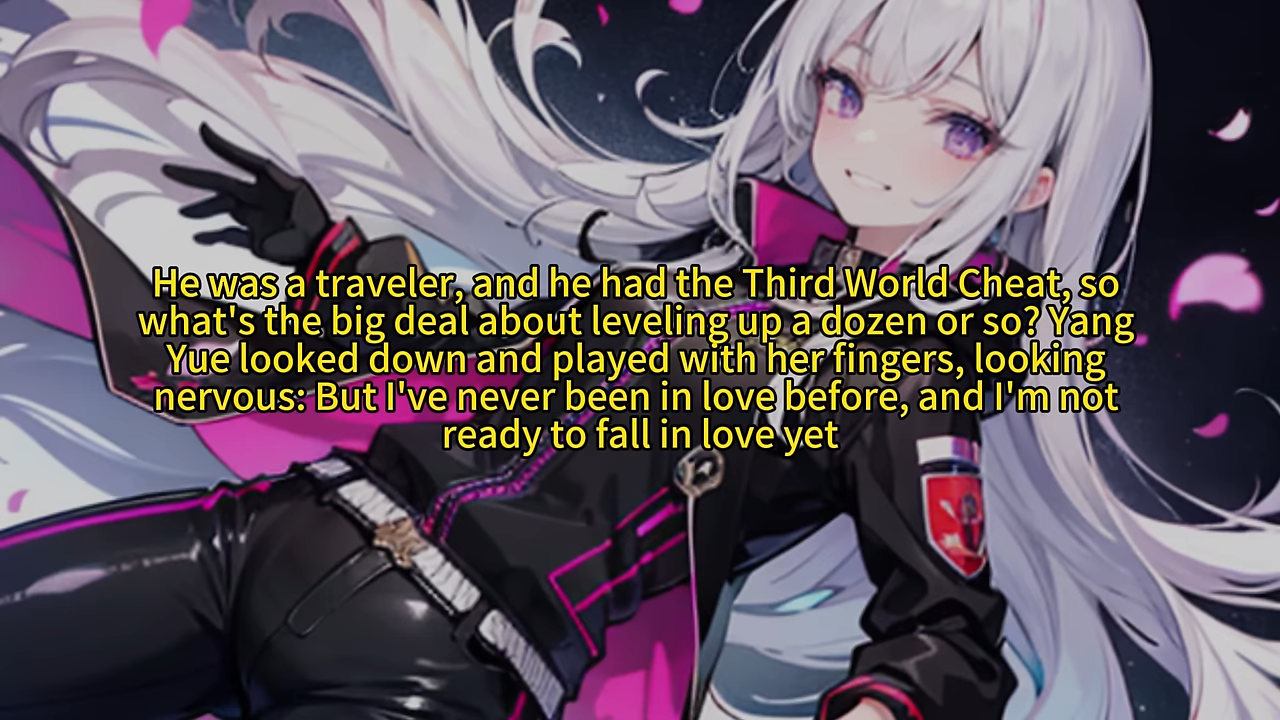 He was a traveler, and he had the Third World Cheat, so
what's the big deal about leveling up a dozen or so? Yang
Yue looked down and played with her fingers, looking
nervous: But I've never been in love before, and I'm not
ready to fall in love yet